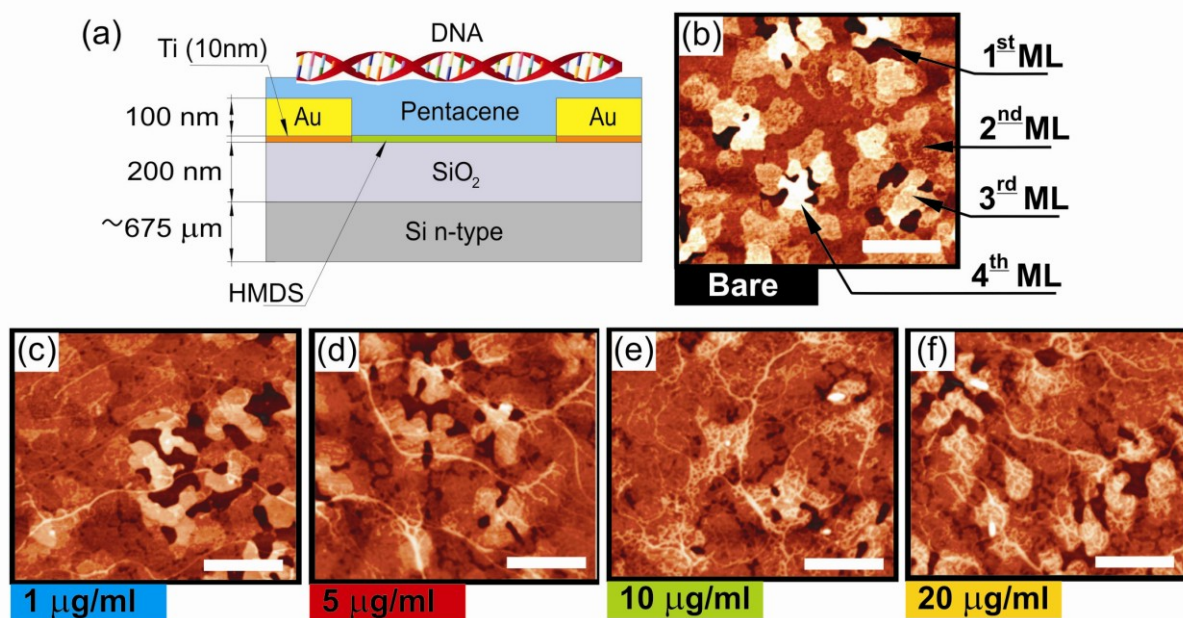 (a)
DNA
Ti (10nm)
100 nm
Au
Pentacene
Au
200 nm
SiO₂
~675 μm
Si n-type
HMDS
(b)
1st ML
2nd ML
3rd ML
4th ML
Bare
(c)
1 μg/ml
(d)
5 μg/ml
(e)
10 μg/ml
(f)
20 μg/ml